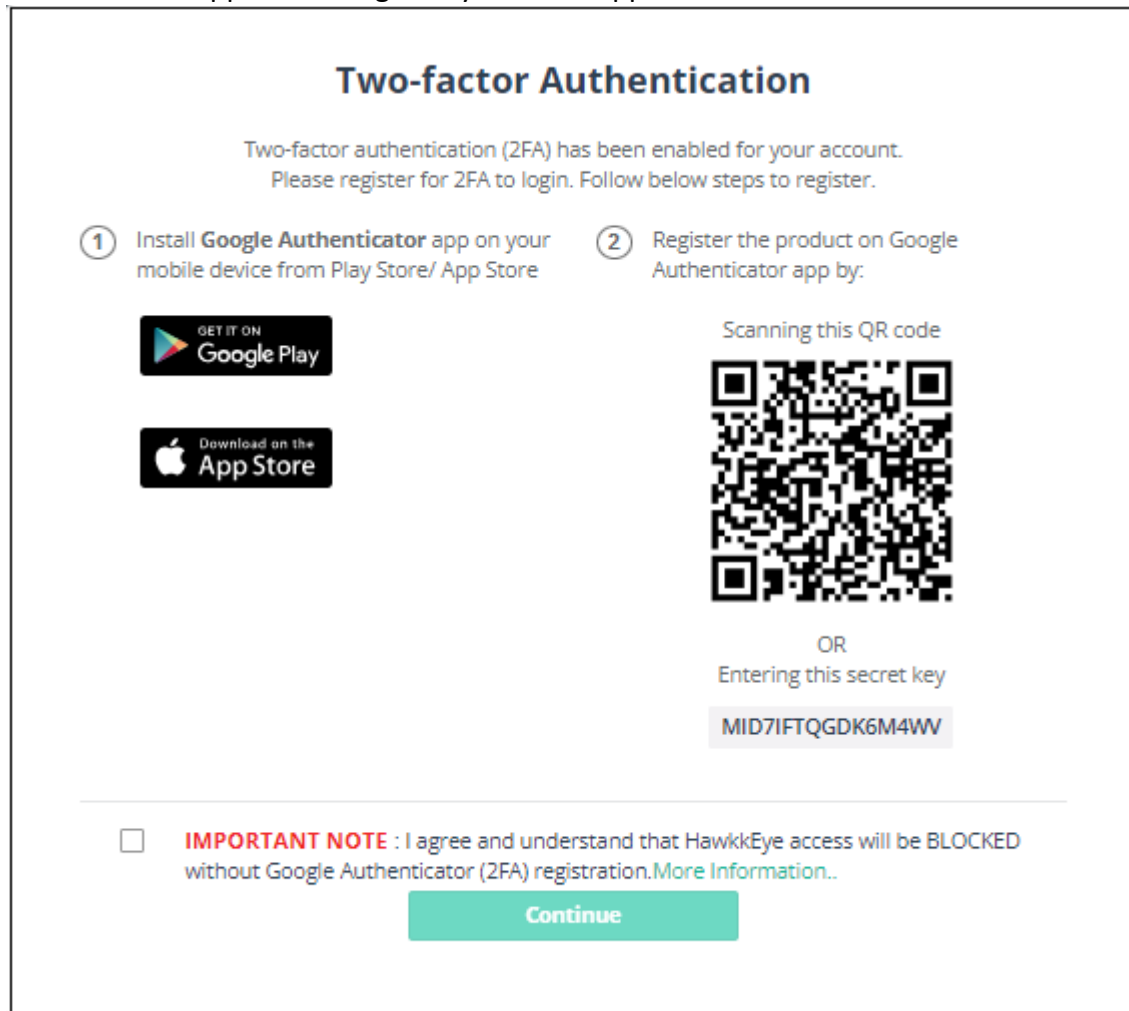 Two-factor Authentication
Two-factor authentication (2FA) has been enabled for your account.
Please register for 2FA to login. Follow below steps to register.
1 Install Google Authenticator app on your
mobile device from Play Store/ App Store
GET IT ON
Google Play
Download on the
App Store
2 Register the product on Google
Authenticator app by:
Scanning this QR code
OR
Entering this secret key
MID7IFTQGDK6M4WV
IMPORTANT NOTE : I agree and understand that HawkkEye access will be BLOCKED
without Google Authenticator (2FA) registration.More Information..
Continue